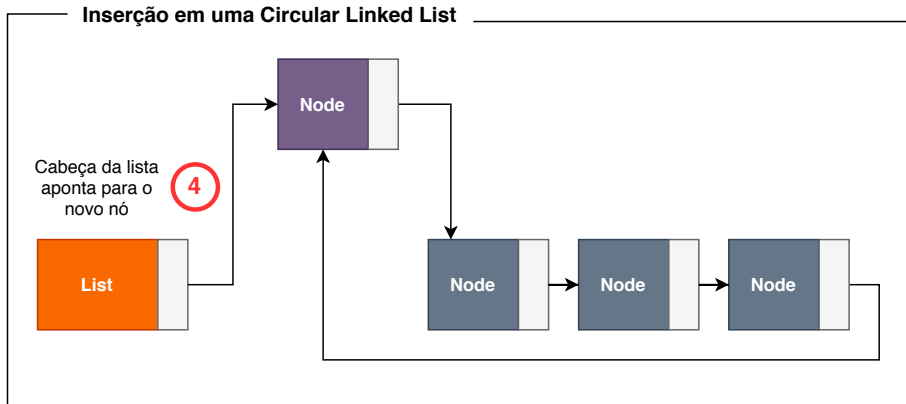 Inserção em uma Circular Linked List
Node
Cabeça da lista
aponta para o
novo nó
4
List
Node
Node
Node